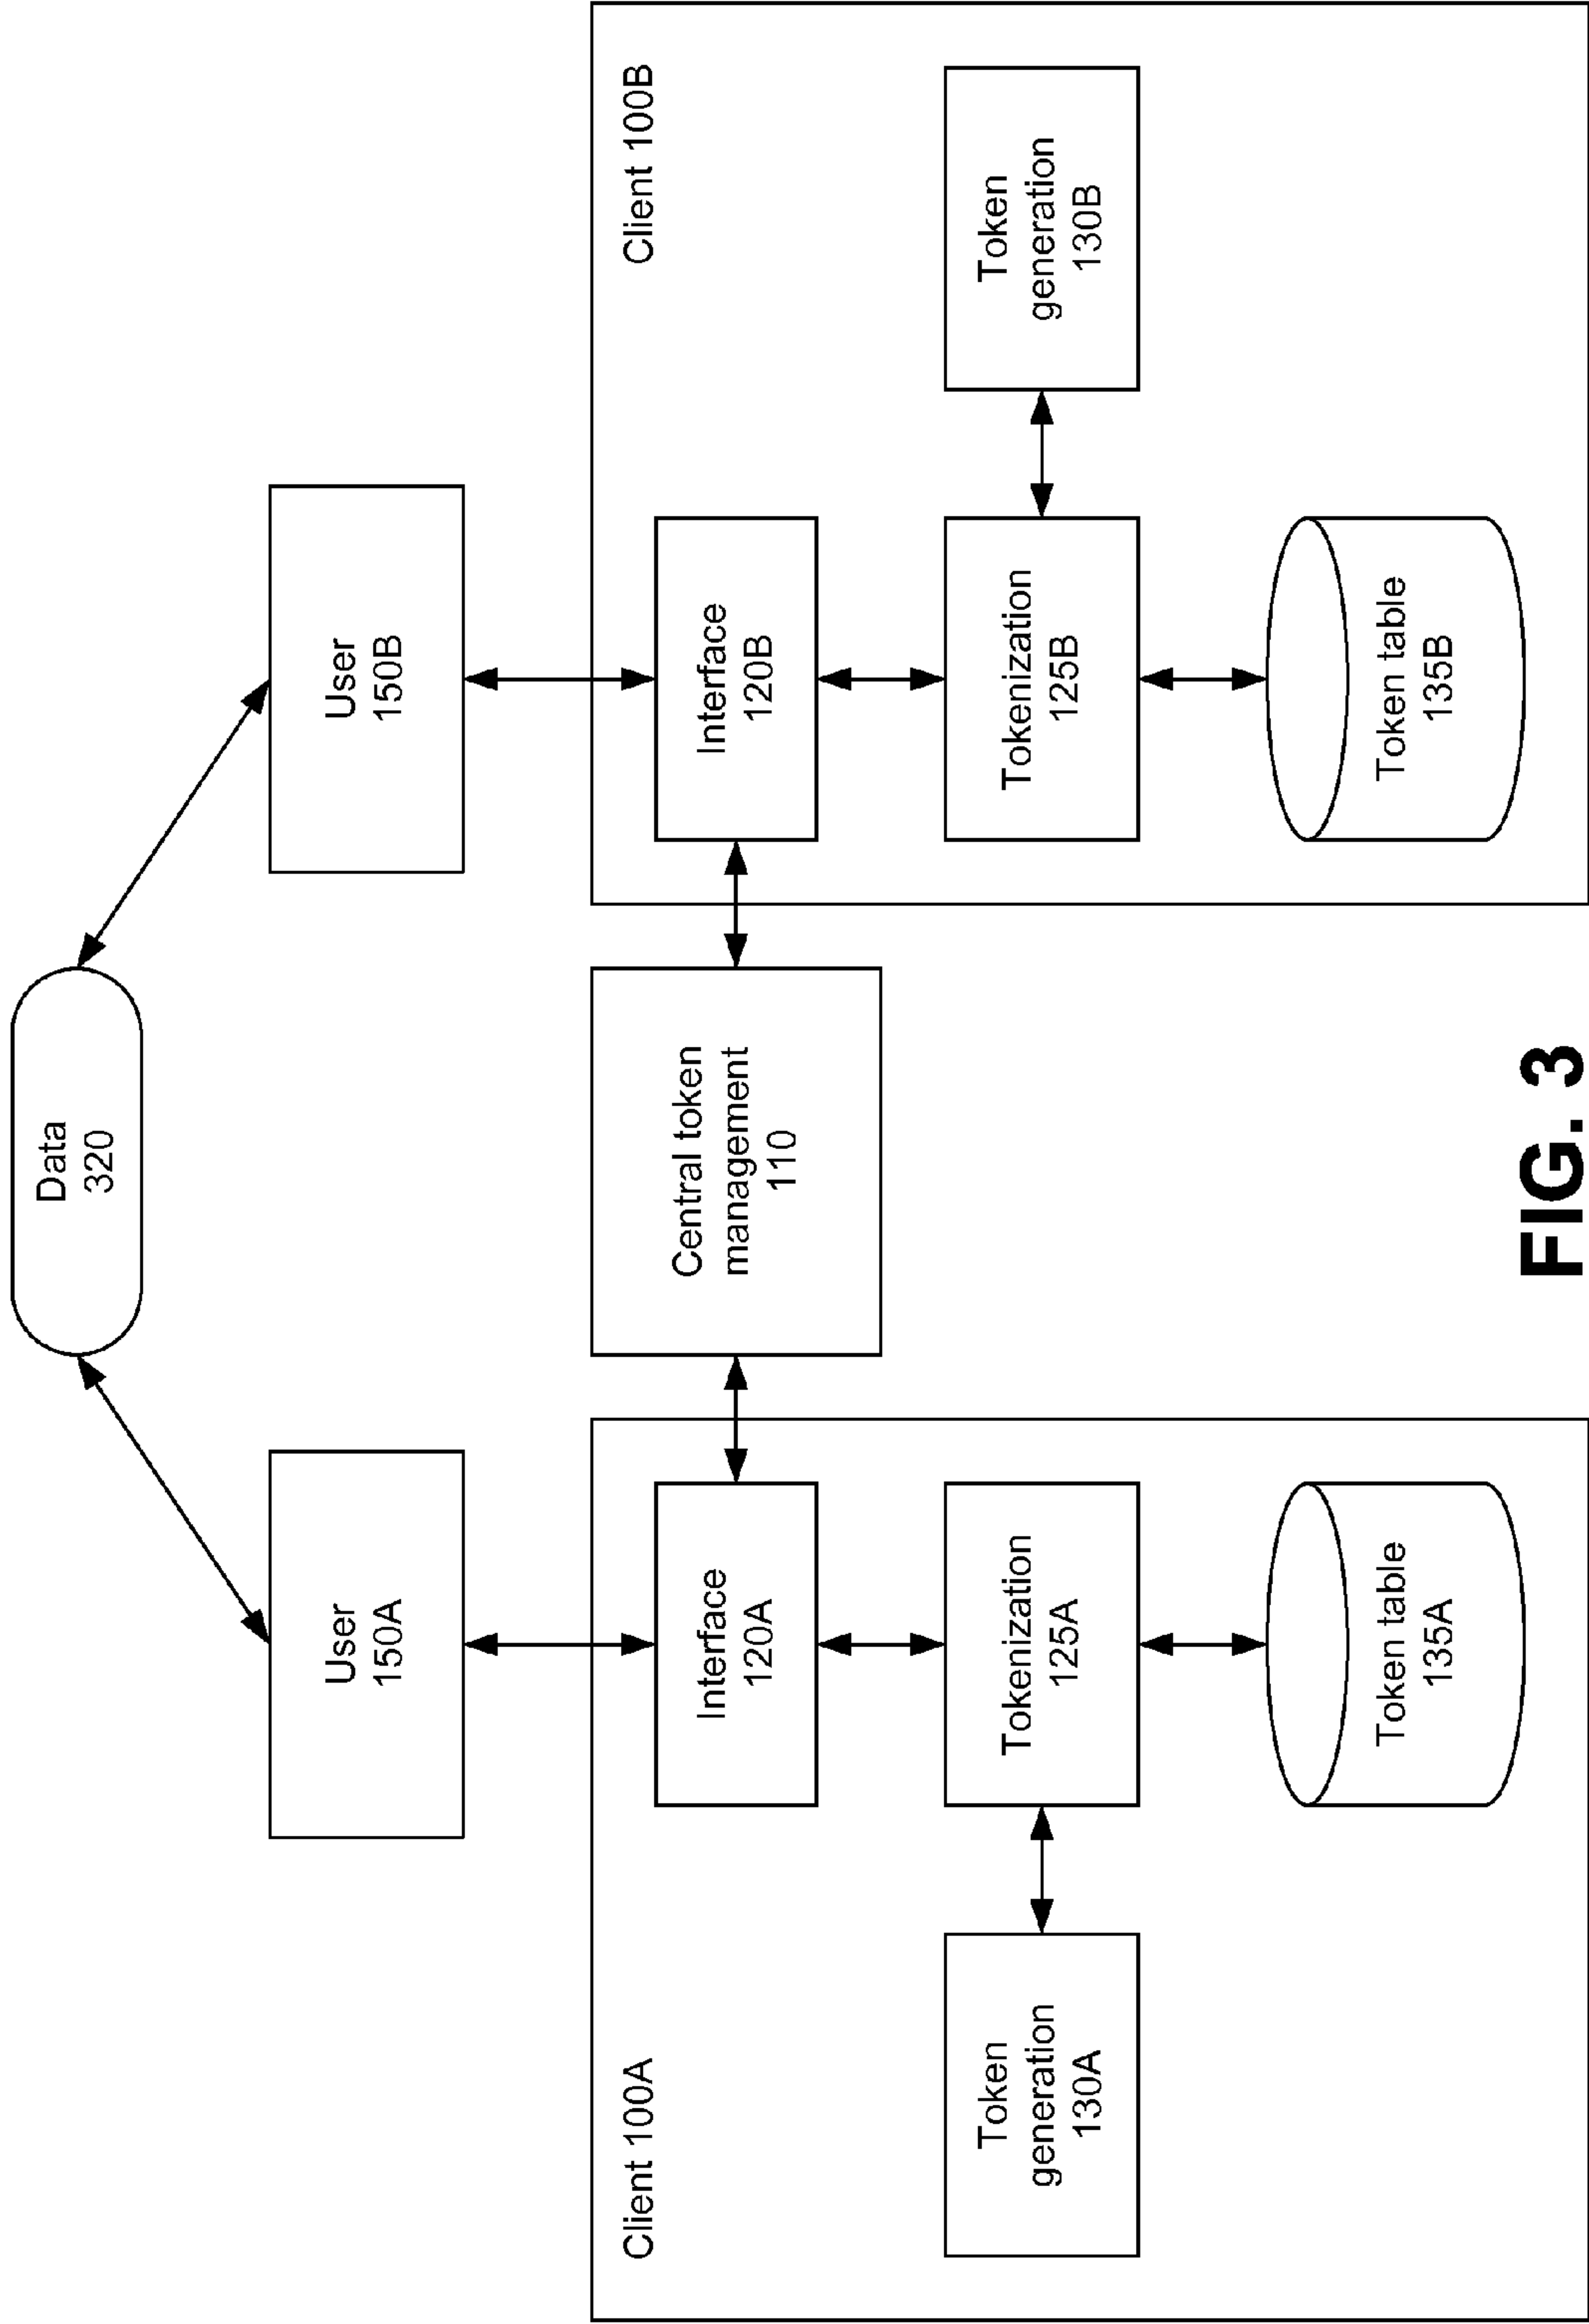 Data
320
User
150A
User
150B
Client 100A
Client 100B
Interface
120A
Central token
management
110
Interface
120B
Token
generation
130A
Tokenization
125A
Tokenization
125B
Token
generation
130B
Token table
135A
Token table
135B
FIG. 3